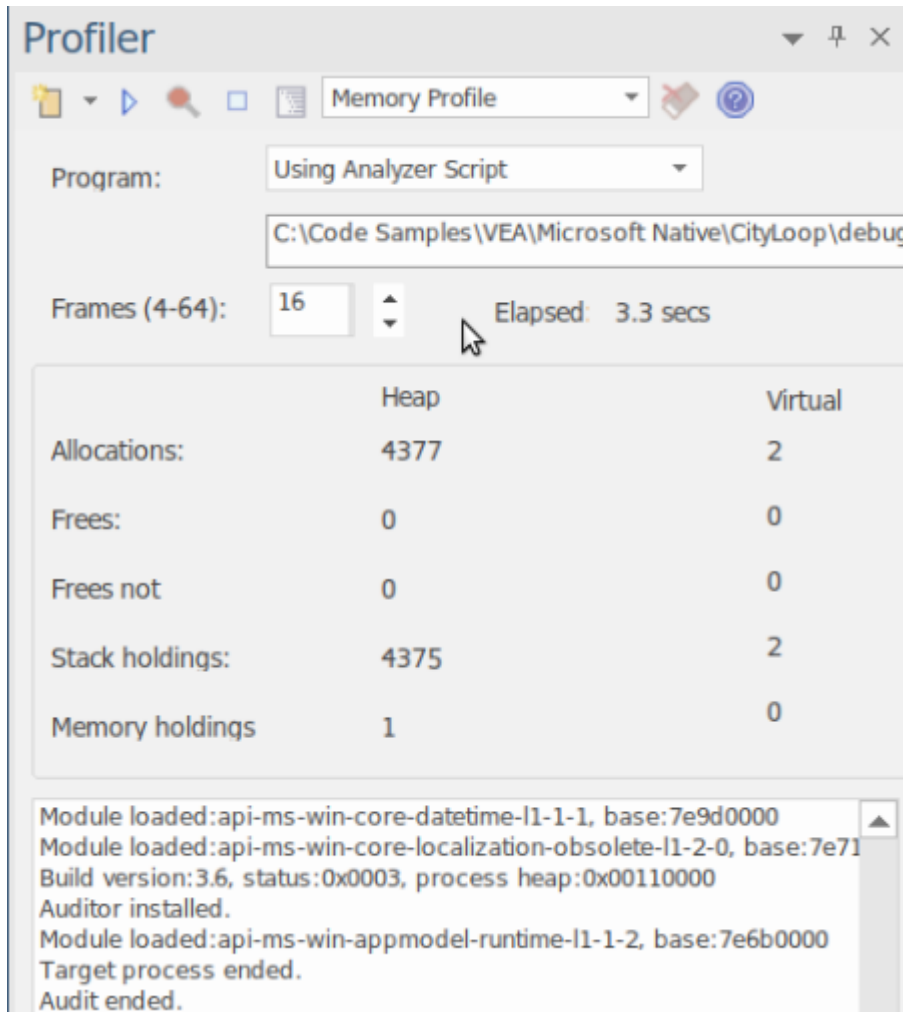 Profiler
Memory Profile
Program: Using Analyzer Script
C:\Code Samples\VEA\Microsoft Native\CityLoop\debug
Frames (4-64): 16 Elapsed: 3.3 secs
Heap Virtual
Allocations: 4377 2
Frees: 0 0
Frees not 0 0
Stack holdings: 4375 2
Memory holdings 1 0
Module loaded:api-ms-win-core-datetime-l1-1-1, base:7e9d0000
Module loaded:api-ms-win-core-localization-obsolete-l1-2-0, base:7e71
Build version:3.6, status:0x0003, process heap:0x00110000
Auditor installed.
Module loaded:api-ms-win-appmodel-runtime-l1-1-2, base:7e6b0000
Target process ended.
Audit ended.